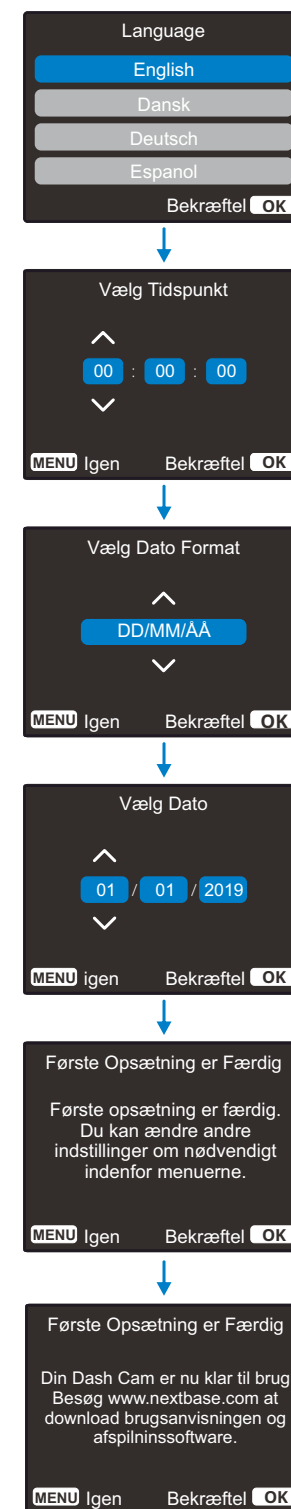 Language
English
Dansk
Deutsch
Espanol
Bekræftel OK
Vælg Tidspunkt
00 : 00 : 00
MENU Igen Bekræftel OK
Vælg Dato Format
DD/MM/ÅÅ
MENU Igen Bekræftel OK
Vælg Dato
01 / 01 / 2019
MENU igen Bekræftel OK
Første Opsætning er Færdig
Første opsætning er færdig.
Du kan ændre andre
indstillinger om nødvendigt
indenfor menuerne.
MENU Igen Bekræftel OK
Første Opsætning er Færdig
Din Dash Cam er nu klar til brug
Besøg www.nextbase.com at
download brugsanvisningen og
afspilninssoftware.
MENU Igen Bekræftel OK